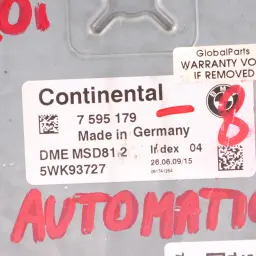 GlobalParts
WARRANTY VO
IF REMOVED
Continental
8
7 595 179
Made in Germany
DME MSD81.2 Index 04
5WK93727 26.06.09/15
AUTOMATIC